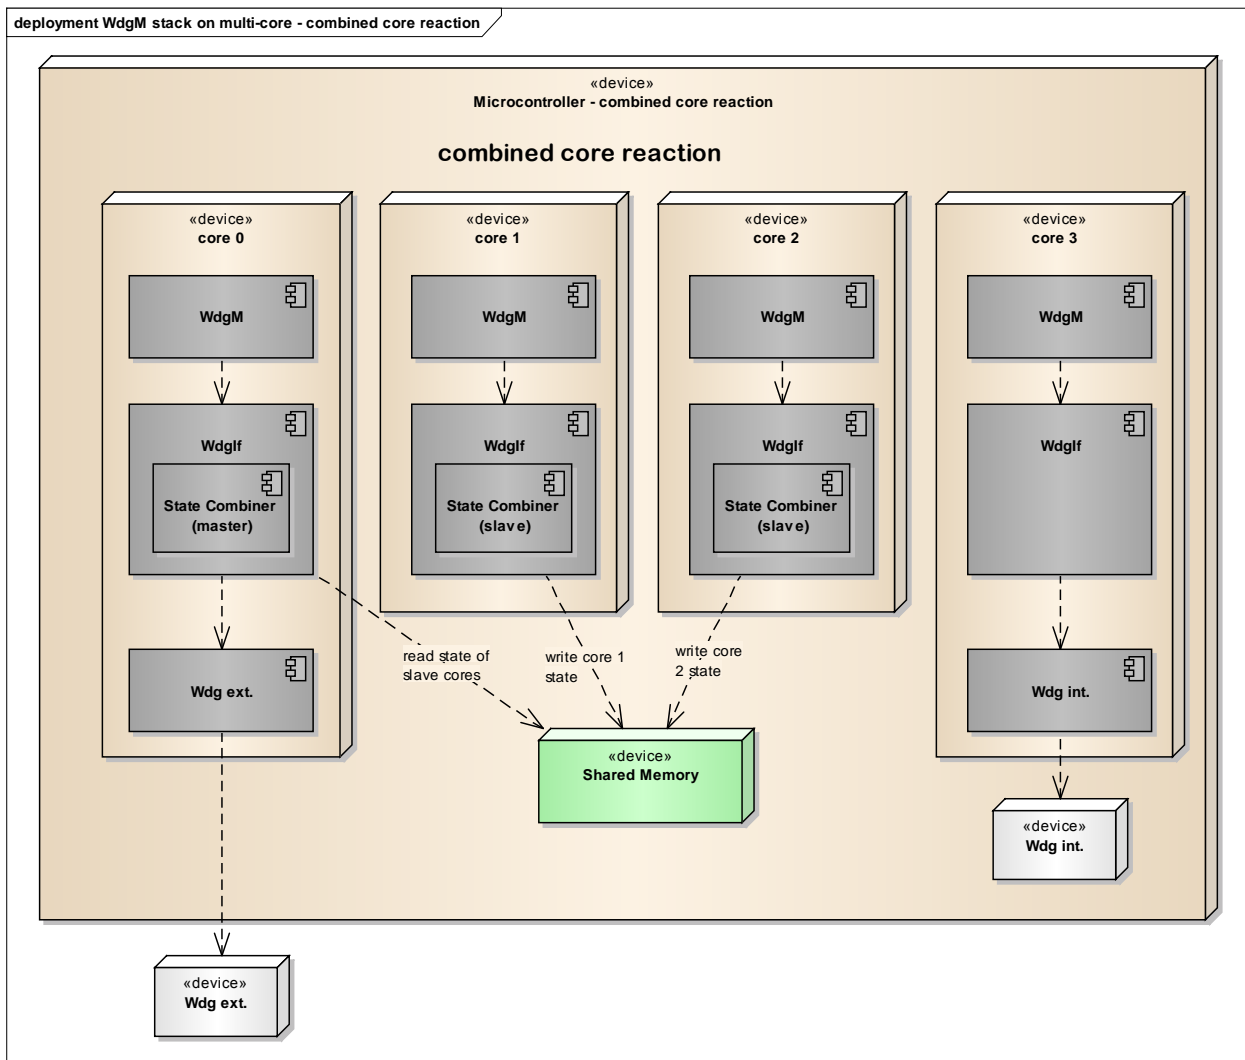 deployment WdgM stack on multi-core - combined core reaction
«device»
Microcontroller - combined core reaction
combined core reaction
«device»
core 0
WdgM
WdgIf
State Combiner
(master)
Wdg ext.
«device»
core 1
WdgM
WdgIf
State Combiner
(slave)
«device»
core 2
WdgM
WdgIf
State Combiner
(slave)
«device»
core 3
WdgM
WdgIf
Wdg int.
read state of
slave cores
write core 1
state
write core
2 state
«device»
Shared Memory
«device»
Wdg int.
«device»
Wdg ext.